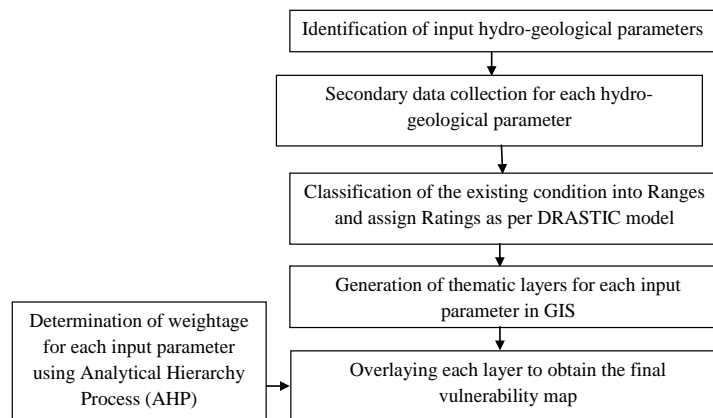 Identification of input hydro-geological parameters
Secondary data collection for each hydro-
geological parameter
Classification of the existing condition into Ranges
and assign Ratings as per DRASTIC model
Generation of thematic layers for each input
parameter in GIS
Determination of weightage
for each input parameter
using Analytical Hierarchy
Process (AHP)
Overlaying each layer to obtain the final
vulnerability map